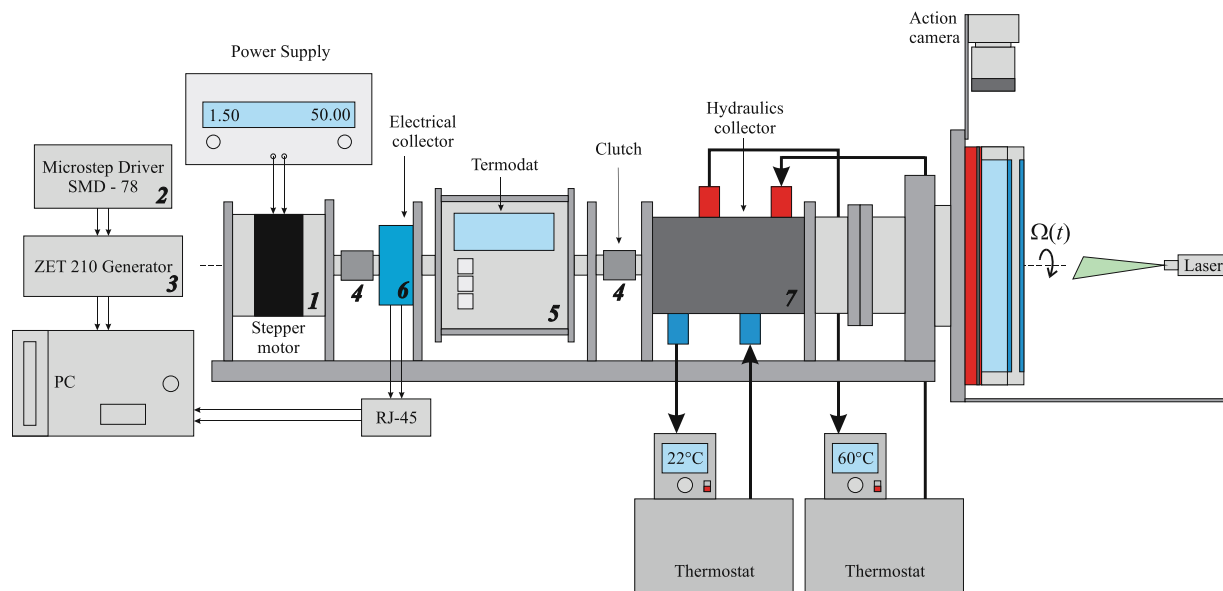 Action
camera
Power Supply
1.50 50.00
Hydraulics
collector
Electrical
collector
Clutch
Termodat
Microstep Driver
SMD - 78
2
ZET 210 Generator
3
1
4
6
5
4
7
Ω(t)
Laser
Stepper
motor
PC
RJ-45
22°C
60°C
Thermostat
Thermostat